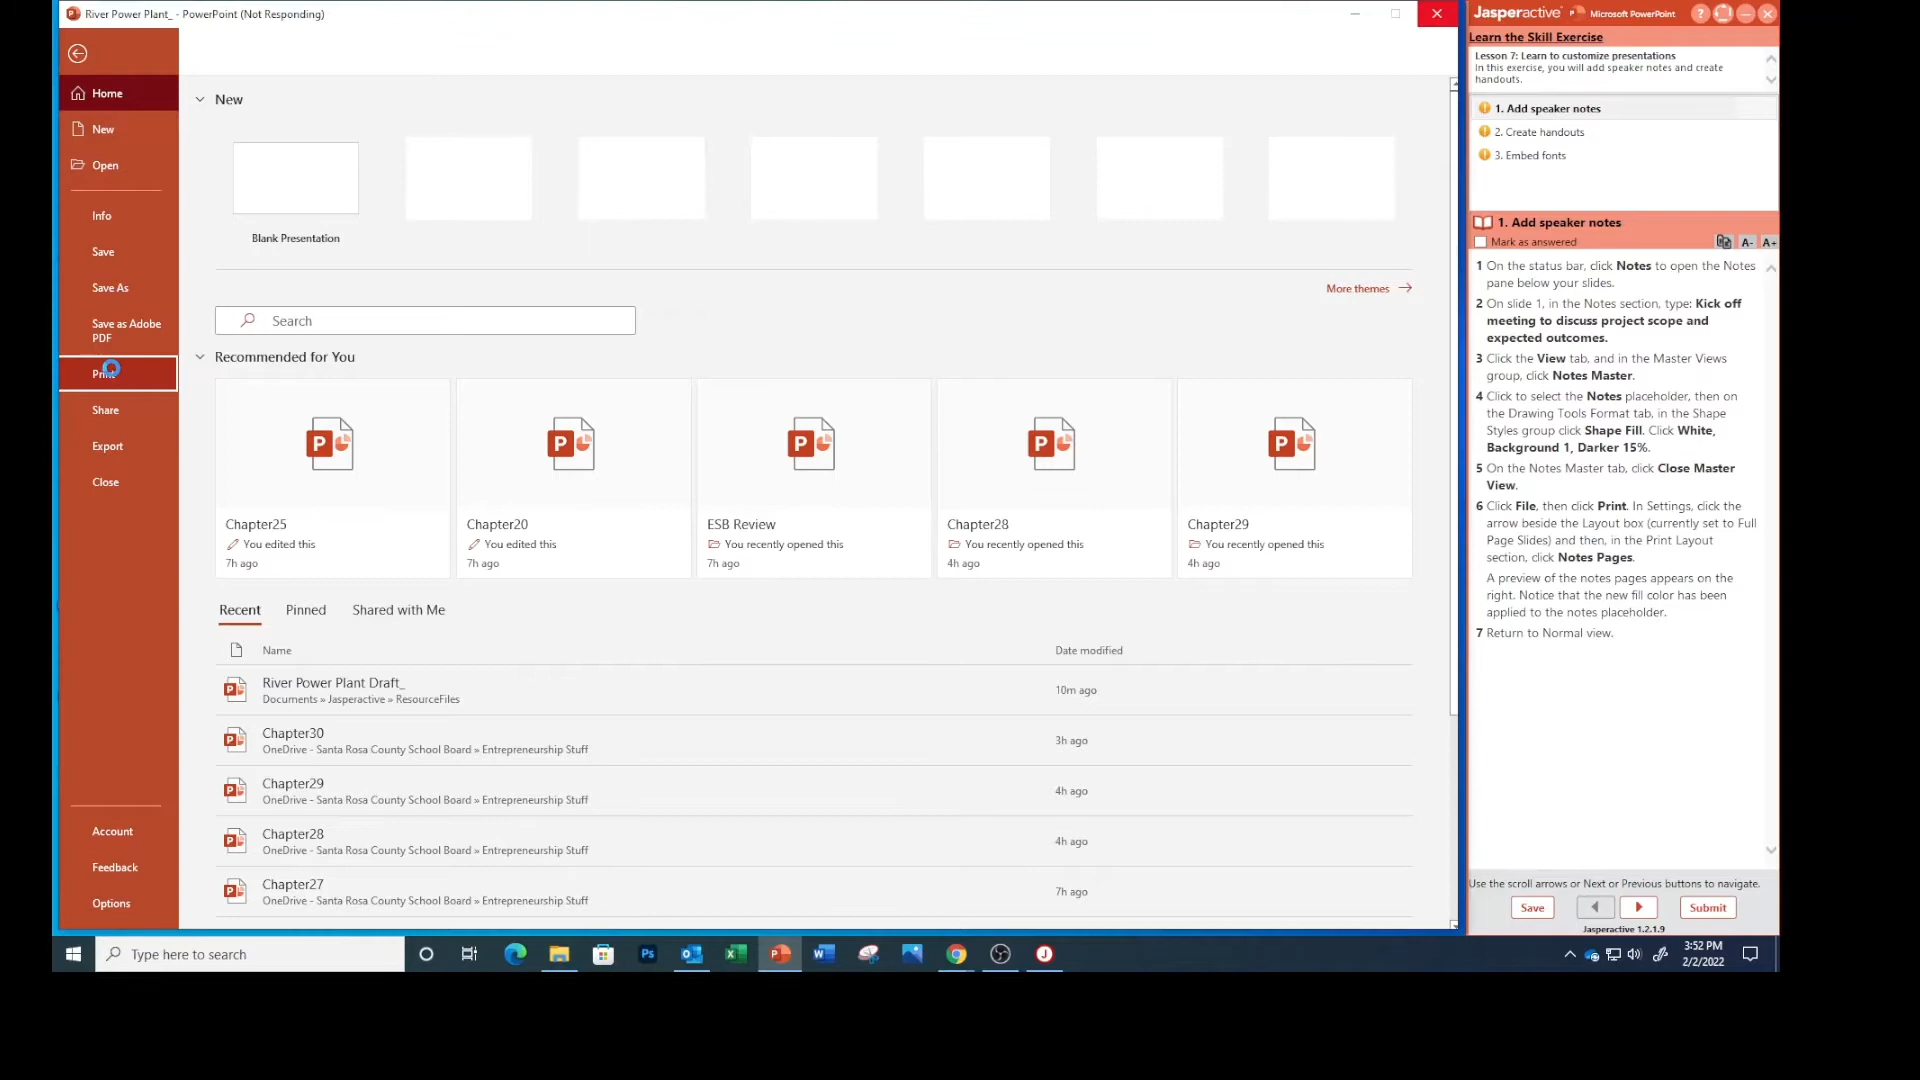 River Power Plant_ - PowerPoint (Not Responding)
Home
New
Open
Info
Save
Save As
Save as Adobe
PDF
Print
Share
Export
Close
Account
Feedback
Options
New
Blank Presentation
More themes
Search
Recommended for You
Chapter25
You edited this
7h ago
Chapter20
You edited this
7h ago
ESB Review
You recently opened this
7h ago
Chapter28
You recently opened this
4h ago
Chapter29
You recently opened this
4h ago
Recent Pinned Shared with Me
Name Date modified
River Power Plant Draft_
Documents » Jasperactive » ResourceFiles
10m ago
Chapter30
OneDrive - Santa Rosa County School Board » Entrepreneurship Stuff
3h ago
Chapter29
OneDrive - Santa Rosa County School Board » Entrepreneurship Stuff
4h ago
Chapter28
OneDrive - Santa Rosa County School Board » Entrepreneurship Stuff
4h ago
Chapter27
OneDrive - Santa Rosa County School Board » Entrepreneurship Stuff
7h ago
Jasperactive Microsoft PowerPoint
Learn the Skill Exercise
Lesson 7: Learn to customize presentations
In this exercise, you will add speaker notes and create
handouts.
1. Add speaker notes
2. Create handouts
3. Embed fonts
1. Add speaker notes
Mark as answered A- A+
1 On the status bar, click Notes to open the Notes
pane below your slides.
2 On slide 1, in the Notes section, type: Kick off
meeting to discuss project scope and
expected outcomes.
3 Click the View tab, and in the Master Views
group, click Notes Master.
4 Click to select the Notes placeholder, then on
the Drawing Tools Format tab, in the Shape
Styles group click Shape Fill. Click White,
Background 1, Darker 15%.
5 On the Notes Master tab, click Close Master
View.
6 Click File, then click Print. In Settings, click the
arrow beside the Layout box (currently set to Full
Page Slides) and then, in the Print Layout
section, click Notes Pages.
A preview of the notes pages appears on the
right. Notice that the new fill color has been
applied to the notes placeholder.
7 Return to Normal view.
Use the scroll arrows or Next or Previous buttons to navigate.
Save Submit
Jasperactive 1.2.1.9
Type here to search
3:52 PM
2/2/2022